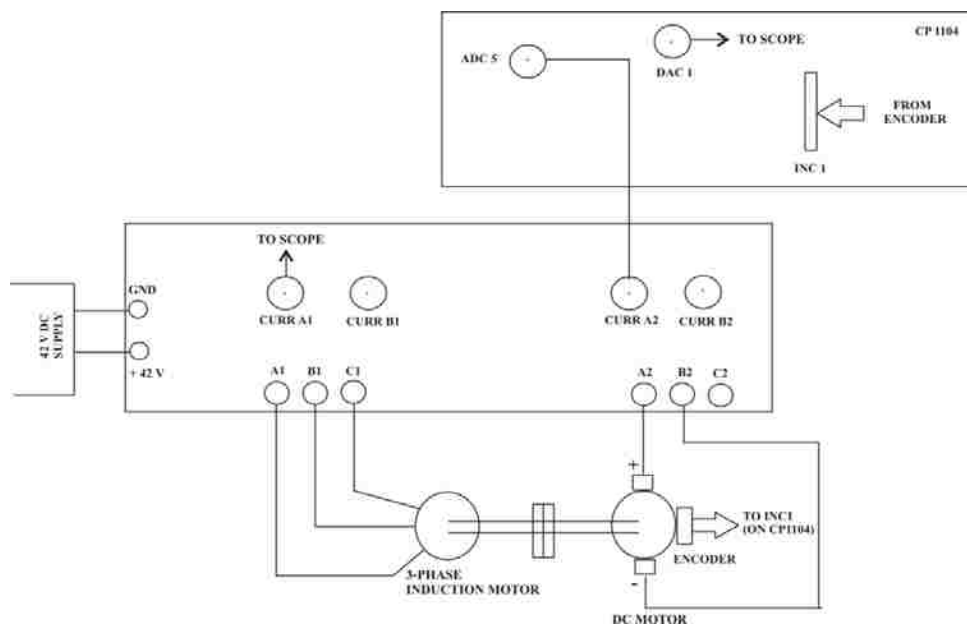 CP 1104
TO SCOPE
ADC 5
DAC 1
FROM
ENCODER
INC 1
TO SCOPE
GND
CURR A1
CURR B1
CURR A2
CURR B2
42 V DC
SUPPLY
+ 42 V
A1
B1
C1
A2
B2
C2
+
TO INC1
(ON CP1104)
ENCODER
3-PHASE
INDUCTION MOTOR
-
DC MOTOR